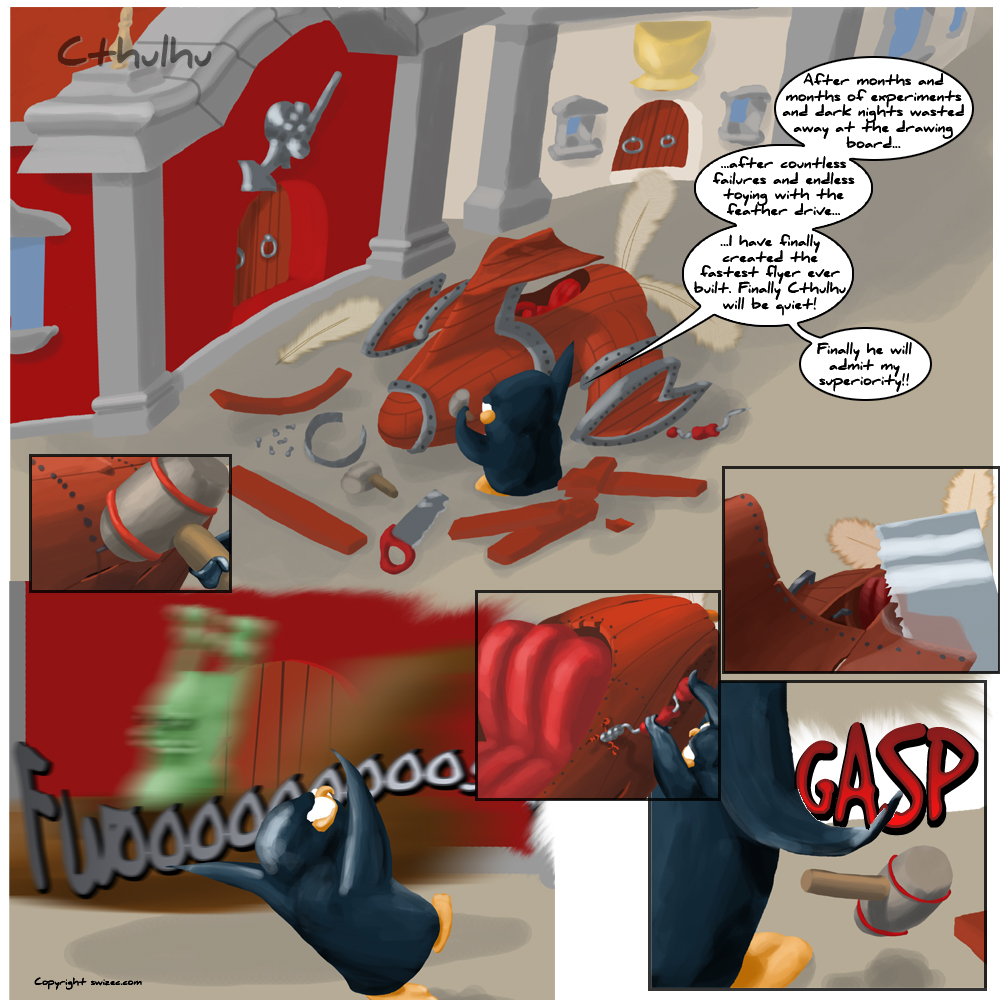 Cthulhu
After months and
months of experiments
and dark nights wasted
away at the drawing
board...
...after countless
failures and endless
toying with the
feather drive...
...I have finally
created the
fastest flyer ever
built. Finally Cthulhu
will be quiet!
Finally he will
admit my
superiority!!
GASP
Fwoooooooooos
Copyright swizec.com